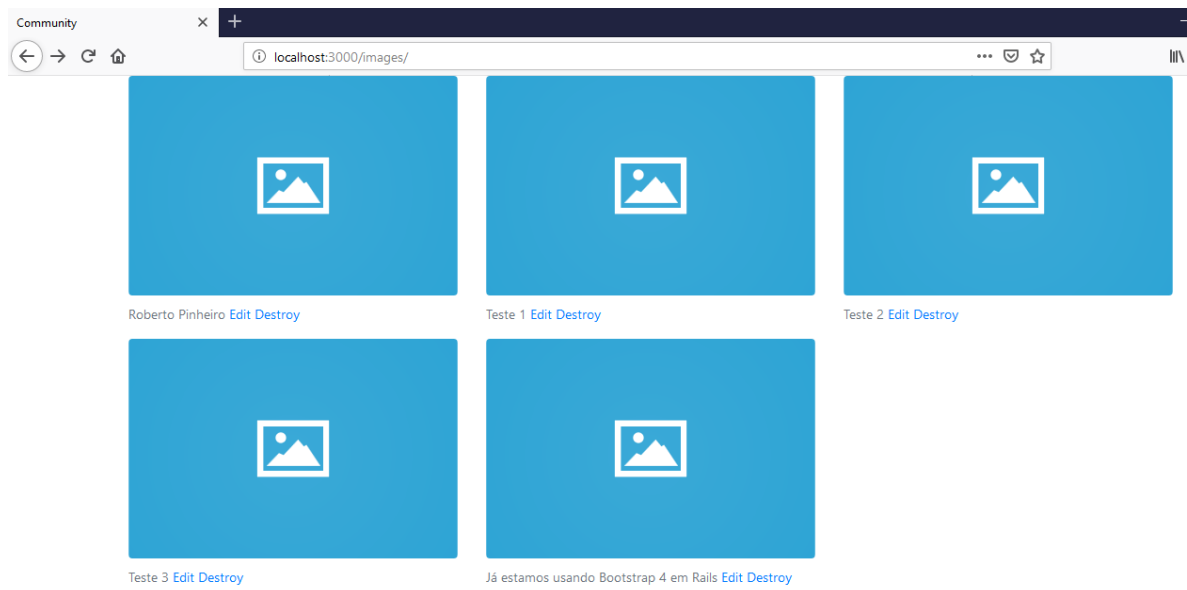 Community
localhost:3000/images/
Roberto Pinheiro Edit Destroy
Teste 1 Edit Destroy
Teste 2 Edit Destroy
Teste 3 Edit Destroy
Já estamos usando Bootstrap 4 em Rails Edit Destroy